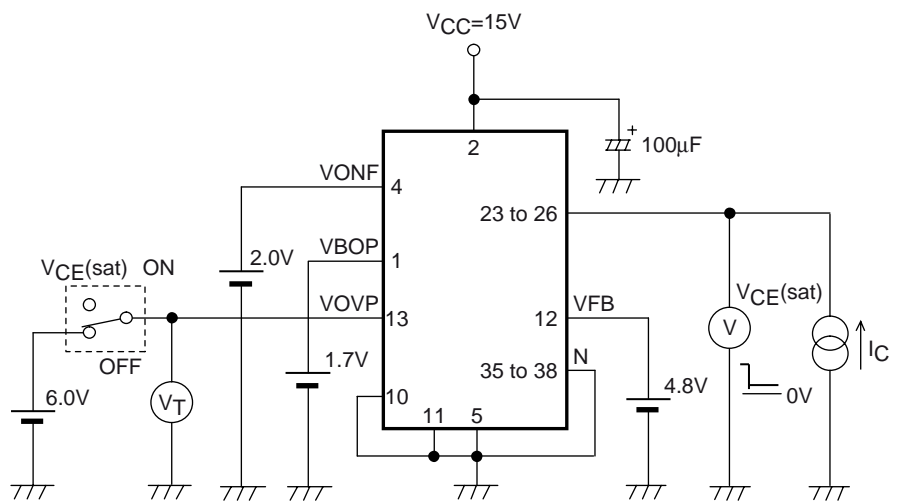 VCC=15V
2
+
100µF
VONF
4
23 to 26
VBOP
1
2.0V
VCE(sat) ON
VCE(sat)
VOVP
13
12
VFB
V
IC
OFF
1.7V
35 to 38
N
6.0V
VT
10
4.8V
0V
11
5